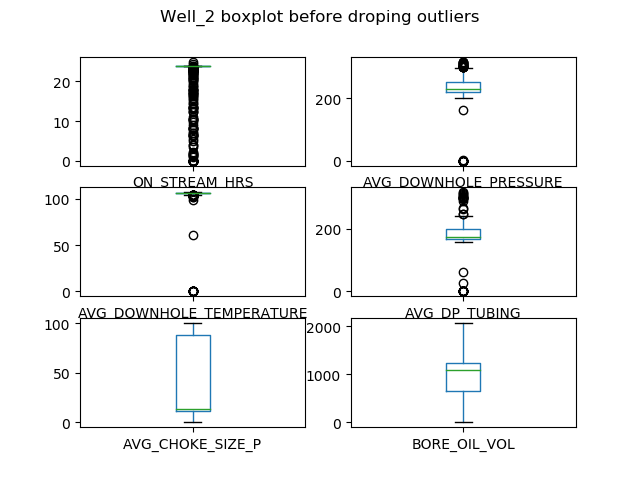 Well_2 boxplot before droping outliers
20
10
0
ON_STREAM_HRS
200
0
AVG_DOWNHOLE_PRESSURE
100
50
0
AVG_DOWNHOLE_TEMPERATURE
200
0
AVG_DP_TUBING
100
50
0
AVG_CHOKE_SIZE_P
2000
1000
0
BORE_OIL_VOL